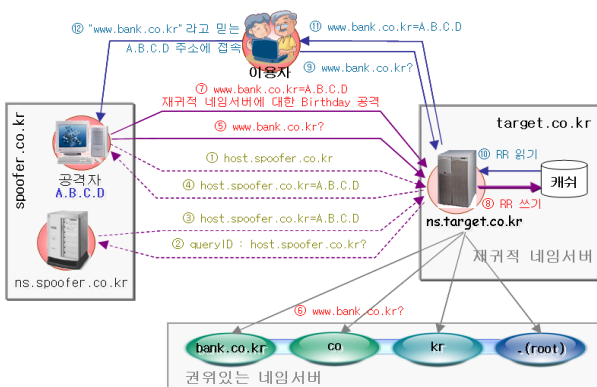 ⑫ "www.bank.co.kr" 라고 믿는
A.B.C.D 주소에 접속
이용자
⑪ www.bank.co.kr=A.B.C.D
⑨ www.bank.co.kr?
⑦ www.bank.co.kr=A.B.C.D
재귀적 네임서버에 대한 Birthday 공격
⑤ www.bank.co.kr?
① host.spoofer.co.kr
④ host.spoofer.co.kr=A.B.C.D
③ host.spoofer.co.kr=A.B.C.D
② queryID : host.spoofer.co.kr?
spoofer.co.kr
공격자
A.B.C.D
ns.spoofer.co.kr
target.co.kr
⑩ RR 읽기
캐쉬
⑧ RR 쓰기
ns.target.co.kr
재귀적 네임서버
⑥ www.bank.co.kr?
bank.co.kr
co
kr
.(root)
권위있는 네임서버